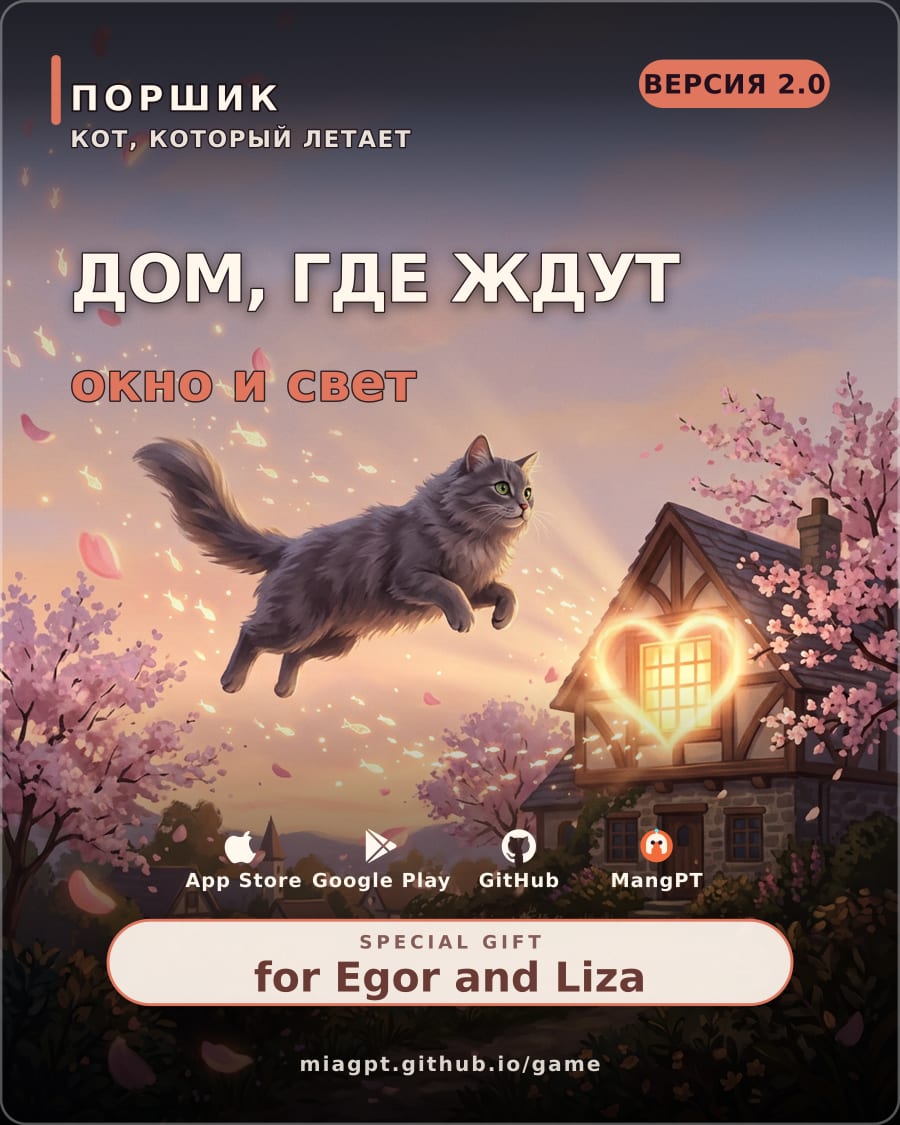 ПОРШИК
КОТ, КОТОРЫЙ ЛЕТАЕТ
ВЕРСИЯ 2.0
ДОМ, ГДЕ ЖДУТ
окно и свет
App Store Google Play GitHub MangPT
SPECIAL GIFT
for Egor and Liza
miagpt.github.io/game